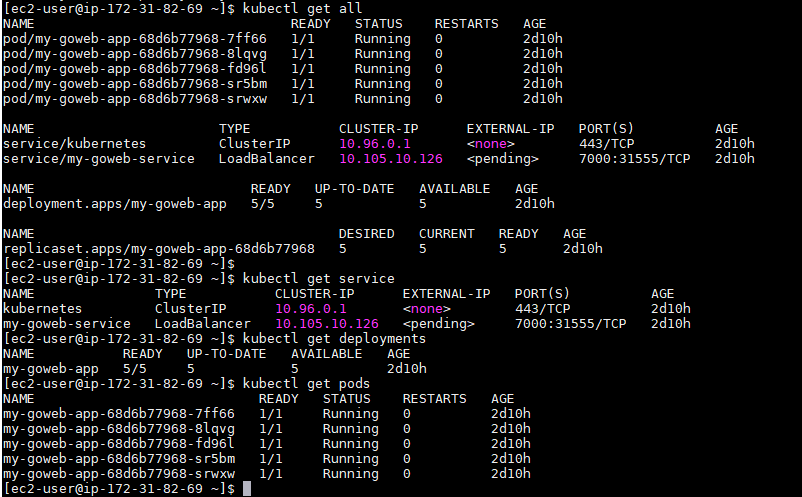 [ec2-user@ip-172-31-82-69 ~]$ kubectl get all
NAME READY STATUS RESTARTS AGE
pod/my-goweb-app-68d6b77968-7ff66 1/1 Running 0 2d10h
pod/my-goweb-app-68d6b77968-8lqvg 1/1 Running 0 2d10h
pod/my-goweb-app-68d6b77968-fd96l 1/1 Running 0 2d10h
pod/my-goweb-app-68d6b77968-sr5bm 1/1 Running 0 2d10h
pod/my-goweb-app-68d6b77968-srwxw 1/1 Running 0 2d10h
NAME TYPE CLUSTER-IP EXTERNAL-IP PORT(S) AGE
service/kubernetes ClusterIP 10.96.0.1 <none> 443/TCP 2d10h
service/my-goweb-service LoadBalancer 10.105.10.126 <pending> 7000:31555/TCP 2d10h
NAME READY UP-TO-DATE AVAILABLE AGE
deployment.apps/my-goweb-app 5/5 5 5 2d10h
NAME DESIRED CURRENT READY AGE
replicaset.apps/my-goweb-app-68d6b77968 5 5 5 2d10h
[ec2-user@ip-172-31-82-69 ~]$
[ec2-user@ip-172-31-82-69 ~]$ kubectl get service
NAME TYPE CLUSTER-IP EXTERNAL-IP PORT(S) AGE
kubernetes ClusterIP 10.96.0.1 <none> 443/TCP 2d10h
my-goweb-service LoadBalancer 10.105.10.126 <pending> 7000:31555/TCP 2d10h
[ec2-user@ip-172-31-82-69 ~]$ kubectl get deployments
NAME READY UP-TO-DATE AVAILABLE AGE
my-goweb-app 5/5 5 5 2d10h
[ec2-user@ip-172-31-82-69 ~]$ kubectl get pods
NAME READY STATUS RESTARTS AGE
my-goweb-app-68d6b77968-7ff66 1/1 Running 0 2d10h
my-goweb-app-68d6b77968-8lqvg 1/1 Running 0 2d10h
my-goweb-app-68d6b77968-fd96l 1/1 Running 0 2d10h
my-goweb-app-68d6b77968-sr5bm 1/1 Running 0 2d10h
my-goweb-app-68d6b77968-srwxw 1/1 Running 0 2d10h
[ec2-user@ip-172-31-82-69 ~]$